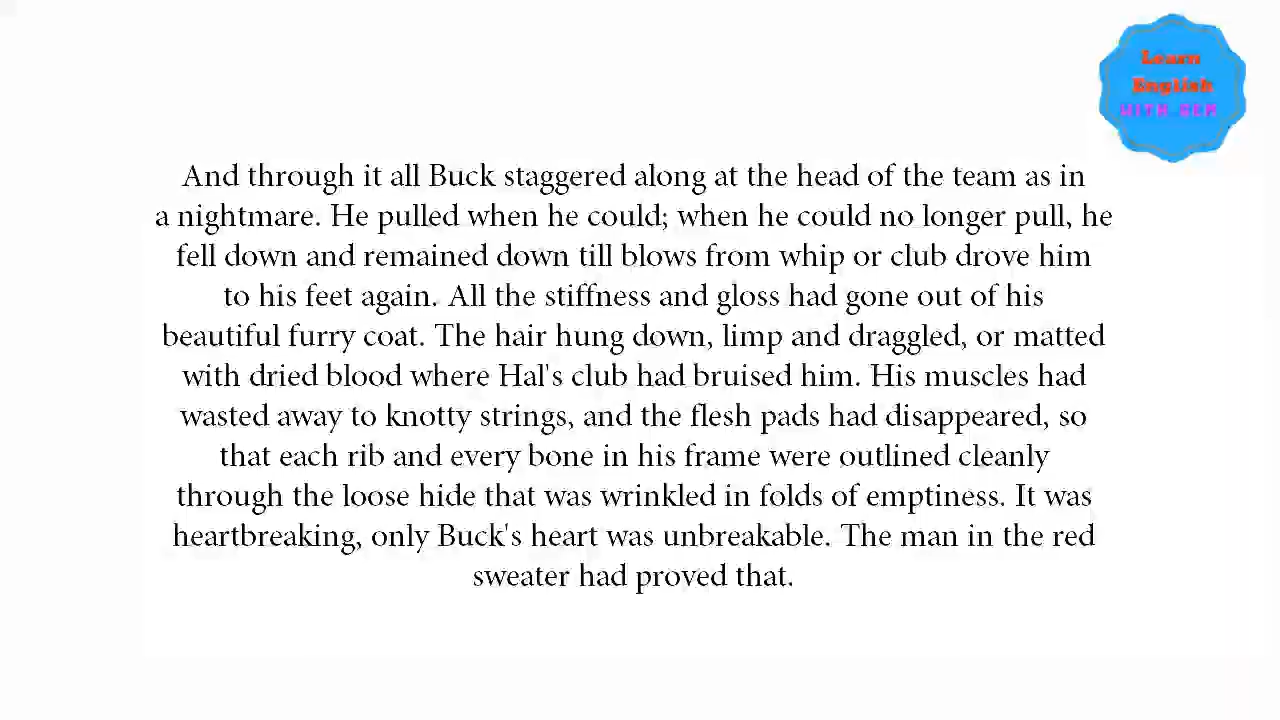 Learn
English
WITH GEM
And through it all Buck staggered along at the head of the team as in
a nightmare. He pulled when he could; when he could no longer pull, he
fell down and remained down till blows from whip or club drove him
to his feet again. All the stiffness and gloss had gone out of his
beautiful furry coat. The hair hung down, limp and draggled, or matted
with dried blood where Hal's club had bruised him. His muscles had
wasted away to knotty strings, and the flesh pads had disappeared, so
that each rib and every bone in his frame were outlined cleanly
through the loose hide that was wrinkled in folds of emptiness. It was
heartbreaking, only Buck's heart was unbreakable. The man in the red
sweater had proved that.